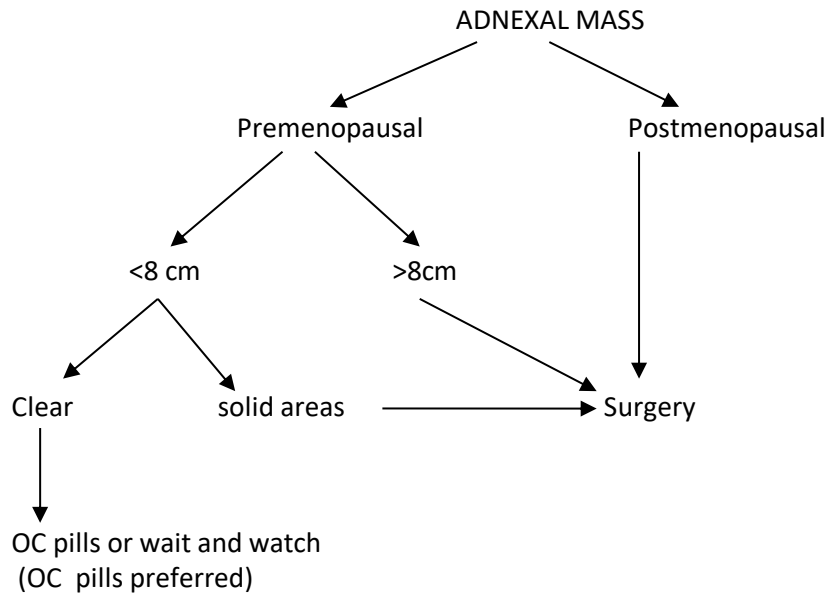 ADNEXAL MASS
Premenopausal
Postmenopausal
<8 cm
>8cm
Clear
solid areas
Surgery
OC pills or wait and watch
(OC pills preferred)